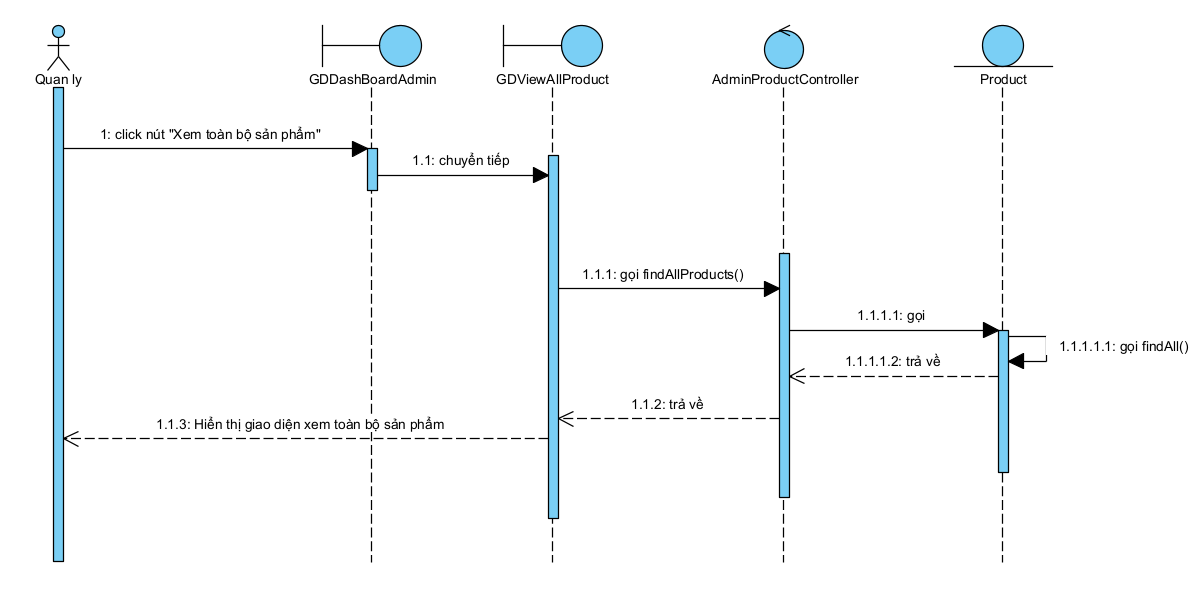 Quan ly
GDDashBoardAdmin
GDViewAllProduct
AdminProductController
Product
1: click nút "Xem toàn bộ sản phẩm"
1.1: chuyển tiếp
1.1.1: gọi findAllProducts()
1.1.1.1: gọi
1.1.1.1.1: gọi findAll()
1.1.1.1.2: trả về
1.1.2: trả về
1.1.3: Hiển thị giao diện xem toàn bộ sản phẩm